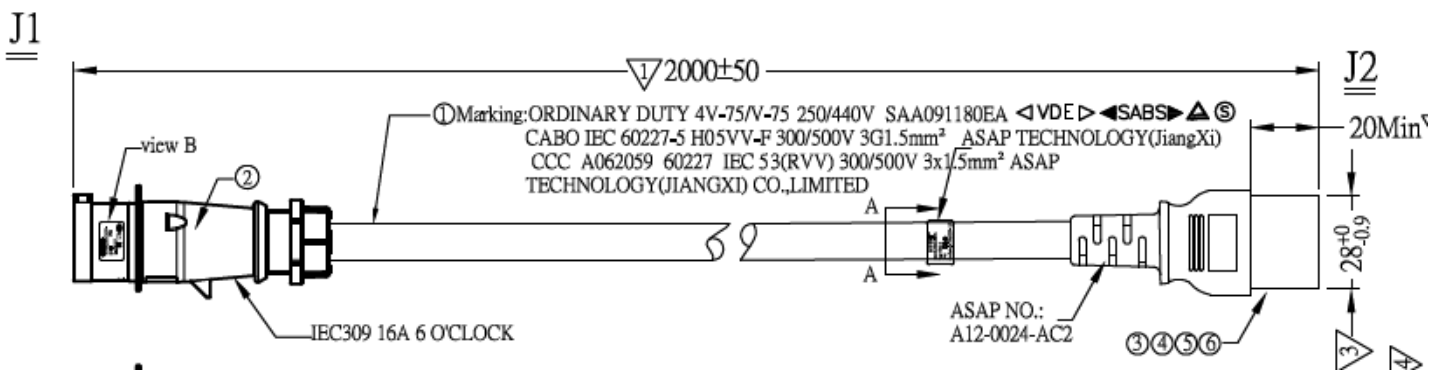 J1
1 2000±50
J2
①Marking:ORDINARY DUTY 4V-75/V-75 250/440V SAA091180EA ◁VDE▷ ◀SABS▶ Ⓢ
20Min
CABO IEC 60227-5 H05VV-F 300/500V 3G1.5mm² ASAP TECHNOLOGY(JiangXi)
view B
CCC A062059 60227 IEC 53(RVV) 300/500V 3x1.5mm² ASAP
②
TECHNOLOGY(JIANGXI) CO.,LIMITED
A
28+0-0.9
A
ASAP NO.:
IEC309 16A 6 O'CLOCK
A12-0024-AC2
③④⑤⑥
3
4